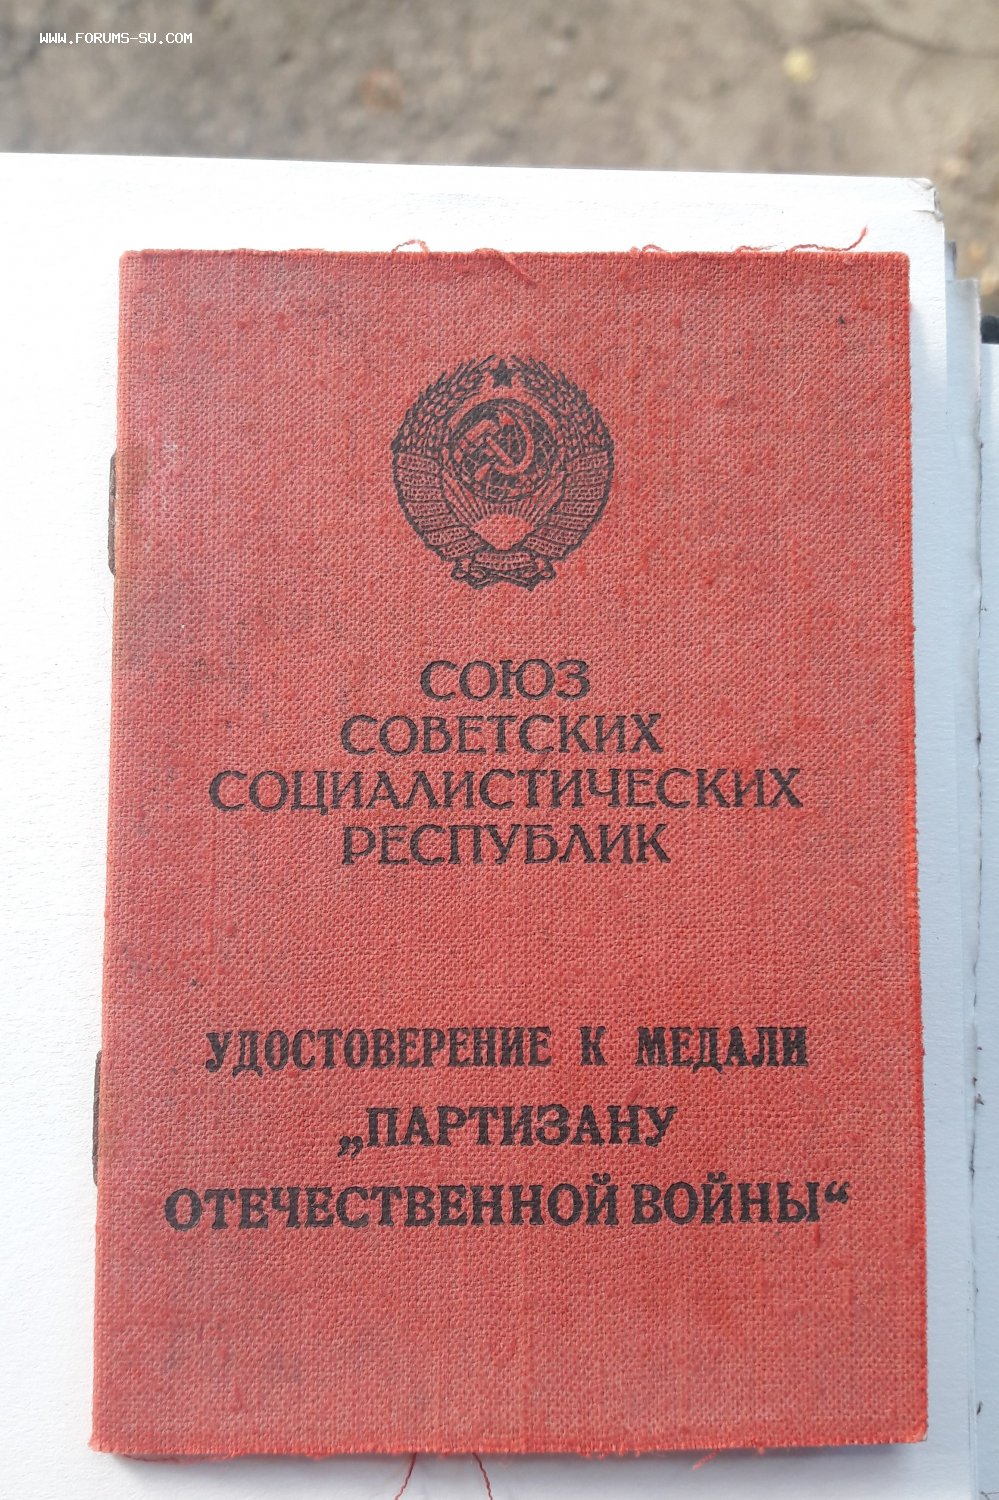 WWW.FORUMS-SU.COM
СОЮЗ
СОВЕТСКИХ
СОЦИАЛИСТИЧЕСКИХ
РЕСПУБЛИК
УДОСТОВЕРЕНИЕ К МЕДАЛИ
„ПАРТИЗАНУ
ОТЕЧЕСТВЕННОЙ ВОЙНЫ“